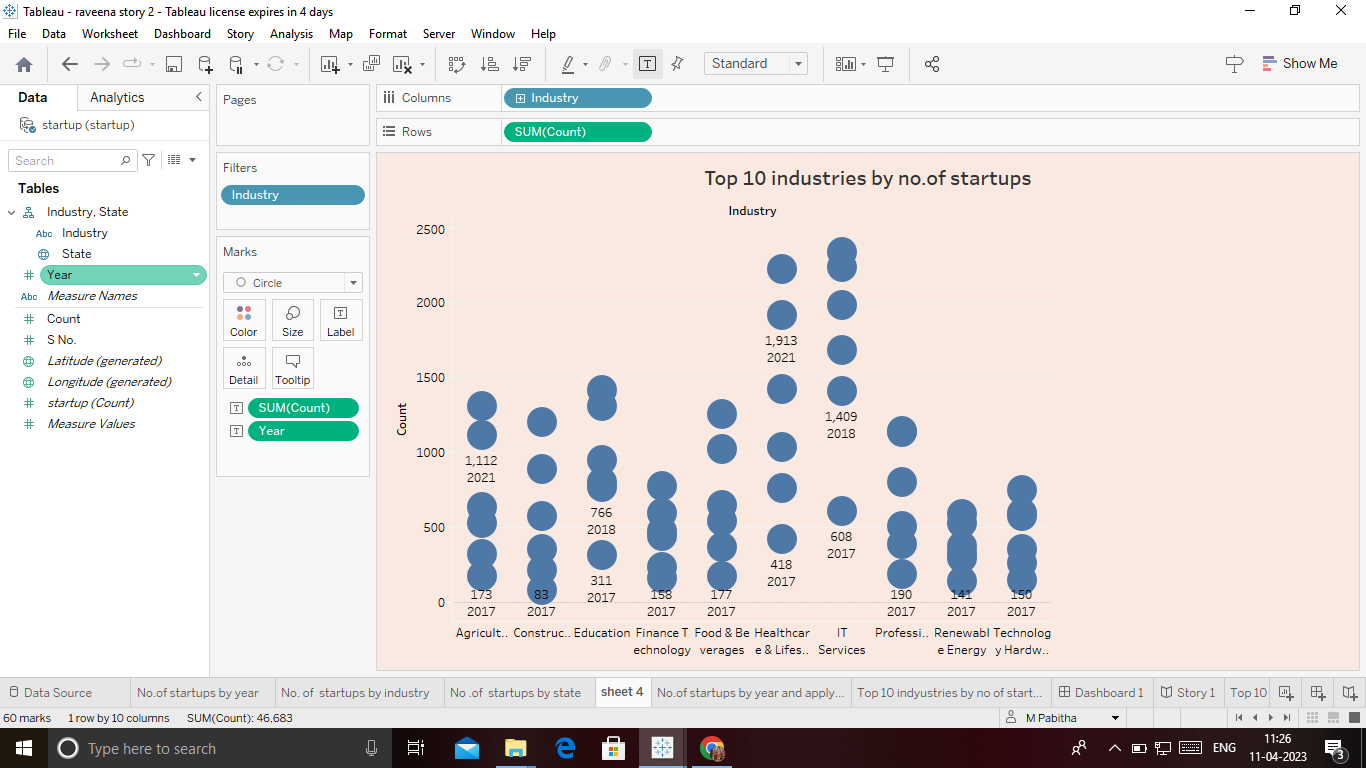 Tableau - raveena story 2 - Tableau license expires in 4 days
File Data Worksheet Dashboard Story Analysis Map Format Server Window Help
Standard
Show Me
Data Analytics
startup (startup)
Search
Tables
Industry, State
Abc Industry
State
Year
Abc Measure Names
Count
S No.
Latitude (generated)
Longitude (generated)
startup (Count)
Measure Values
Pages
Filters
Industry
Marks
Circle
Color Size Label
Detail Tooltip
SUM(Count)
Year
Columns Industry
Rows SUM(Count)
Top 10 industries by no.of startups
Industry
Count
2500
2000
1500
1000
500
0
1,112
2021
173
2017
83
2017
766
2018
311
2017
158
2017
177
2017
1,913
2021
418
2017
1,409
2018
608
2017
190
2017
141
2017
150
2017
Agricult..
Construc..
Education
Finance T
echnology
Food & Be
verages
Healthcar
e & Lifes..
IT
Services
Professi..
Renewabl
e Energy
Technolog
y Hardw..
Data Source No.of startups by year No. of startups by industry No .of startups by state sheet 4 No.of startups by year and apply... Top 10 indyustries by no of start... Dashboard 1 Story 1 Top 10
60 marks 1 row by 10 columns SUM(Count): 46,683 M Pabitha
Type here to search
ENG
11:26
11-04-2023
3